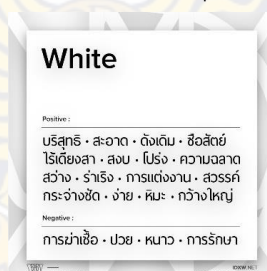 White
Positive :
บริสุทธิ • สะอาด • ดังเดิม • ซือสัตย์
ไร้เดียงสา • สงบ • โปร่ง • ความฉลาด
สว่าง • ร่าเริง • การแต่งงาน • สวรรค์
กระจ่างชัด • ง่าย • หิมะ • กว้างใหญ่
Negative :
การฆ่าเชื้อ • ป่วย • หนาว • การรักษา